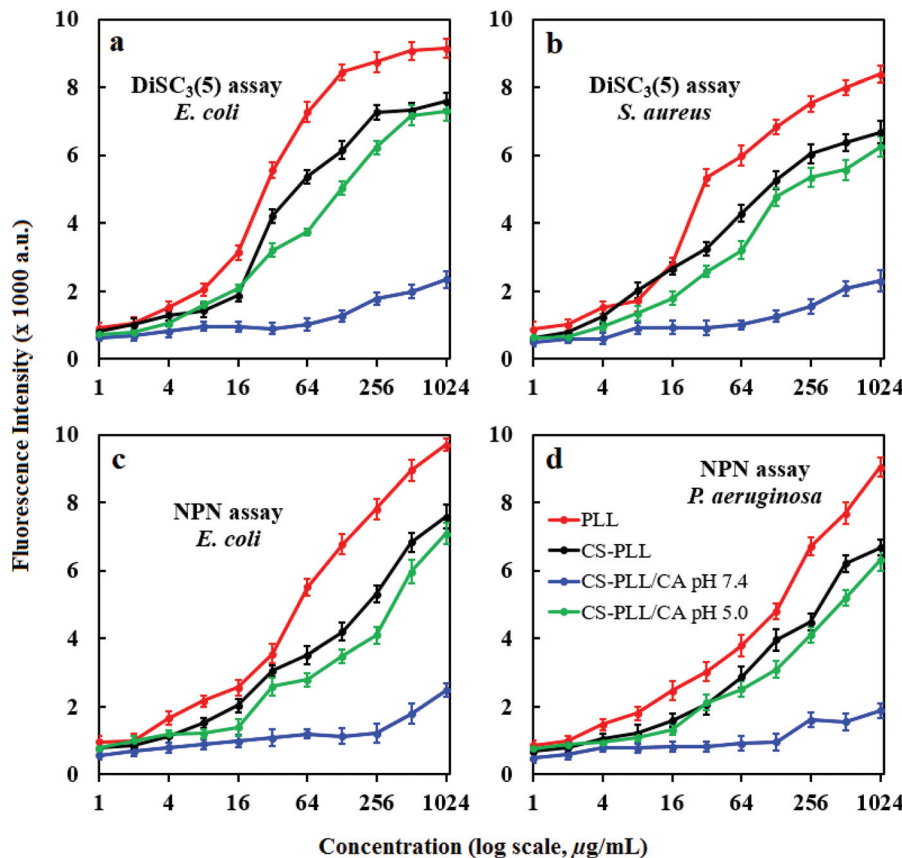 Fluorescence Intensity (x 1000 a.u.)
a
DiSC₃(5) assay
E. coli
10
8
6
4
2
0
1 4 16 64 256 1024
b
DiSC₃(5) assay
S. aureus
10
8
6
4
2
0
1 4 16 64 256 1024
c
NPN assay
E. coli
10
8
6
4
2
0
1 4 16 64 256 1024
d
NPN assay
P. aeruginosa
PLL
CS-PLL
CS-PLL/CA pH 7.4
CS-PLL/CA pH 5.0
10
8
6
4
2
0
1 4 16 64 256 1024
Concentration (log scale, µg/mL)